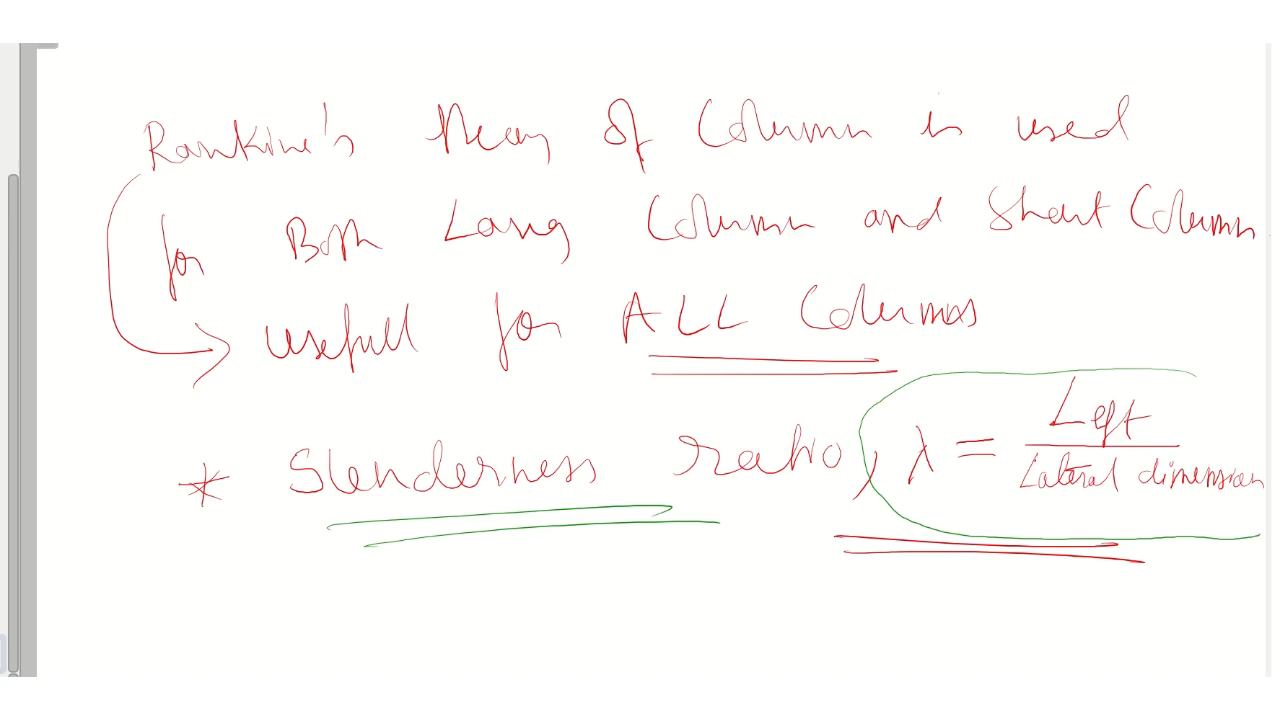 Rankine's theory of Column is used
for Both Long Column and Short Column
usefull for ALL Columns
* Slenderness ratio, λ = Leff / Lateral dimension